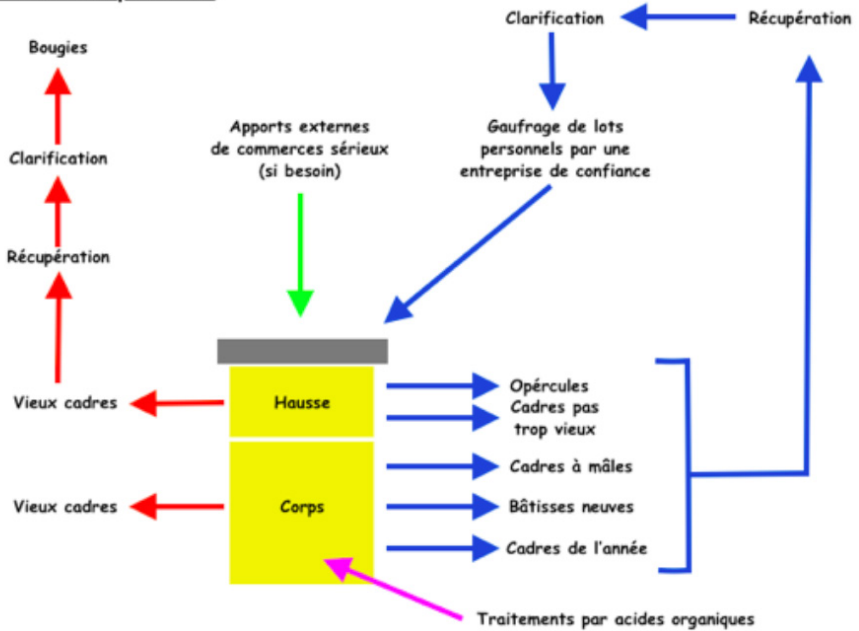 Clarification
Récupération
Bougies
Apports externes
de commerces sérieux
(si besoin)
Gaufrage de lots
personnels par une
entreprise de confiance
Clarification
Récupération
Vieux cadres
Hausse
Opércules
Cadres pas
trop vieux
Cadres à mâles
Vieux cadres
Corps
Bâtisses neuves
Cadres de l'année
Traitements par acides organiques